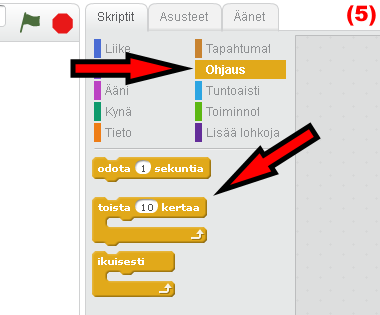 Skriptit Asusteet Äänet (5)
Liike Tapahtumat
Ohjaus
Ääni Tuntoaisti
Kynä Toiminnot
Tieto Lisää lohkoja
odota 1 sekuntia
toista 10 kertaa
ikuisesti